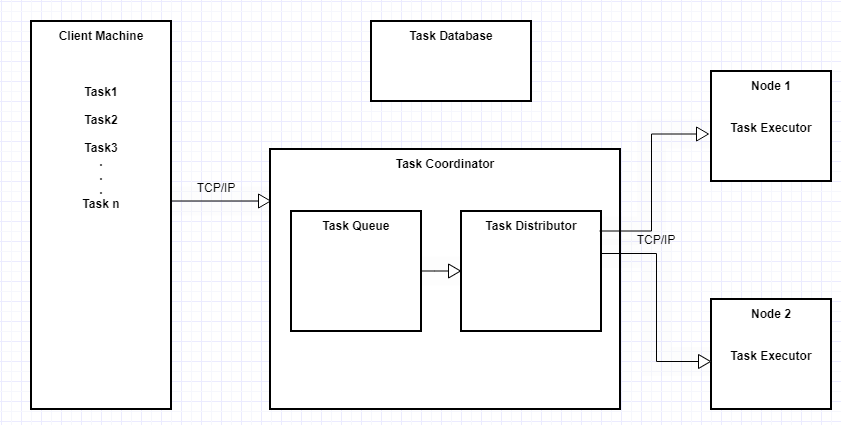 Client Machine
Task1
Task2
Task3
.
.
.
Task n
TCP/IP
Task Database
Task Coordinator
Task Queue
Task Distributor
TCP/IP
Node 1
Task Executor
Node 2
Task Executor